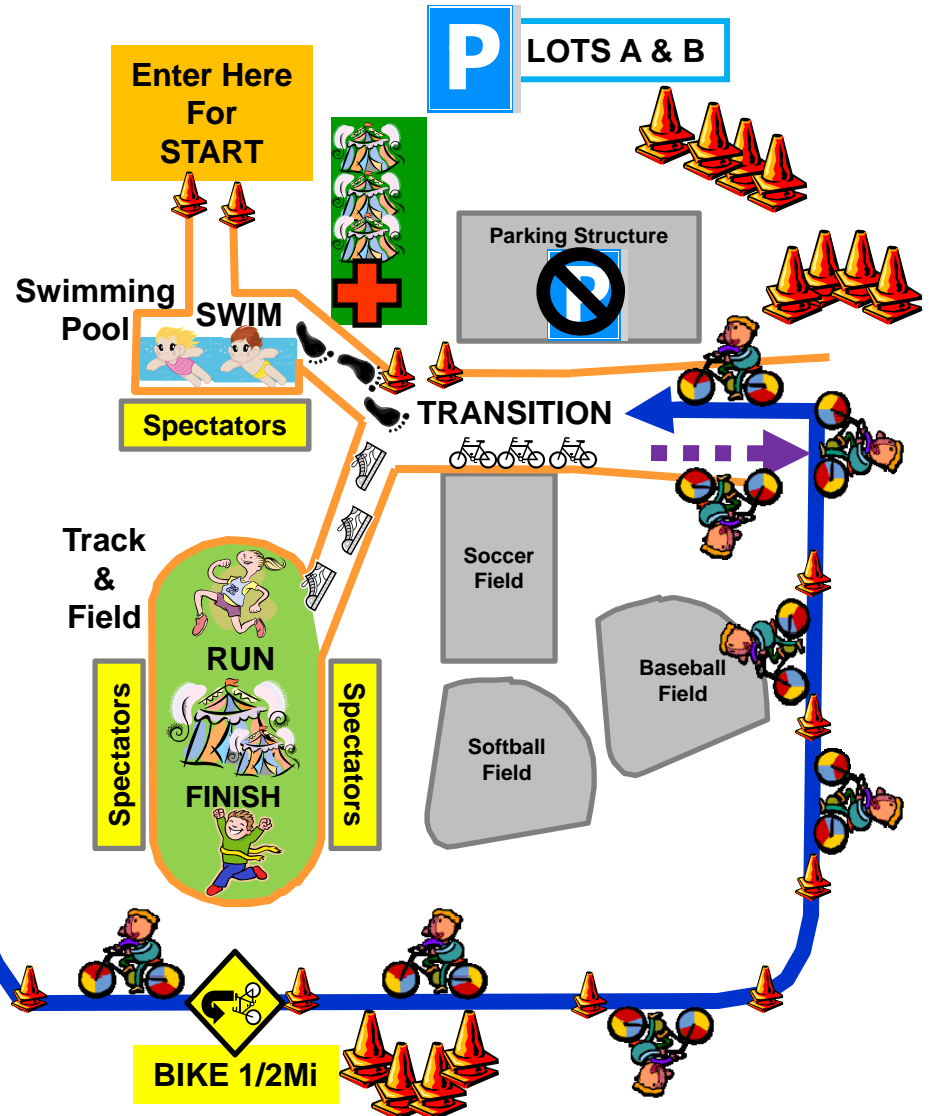 P LOTS A & B
Enter Here
For
START
Parking Structure
P
Swimming
Pool
SWIM
Spectators
TRANSITION
Track
&
Field
Soccer
Field
RUN
Baseball
Field
Spectators
Spectators
Softball
Field
FINISH
BIKE 1/2Mi